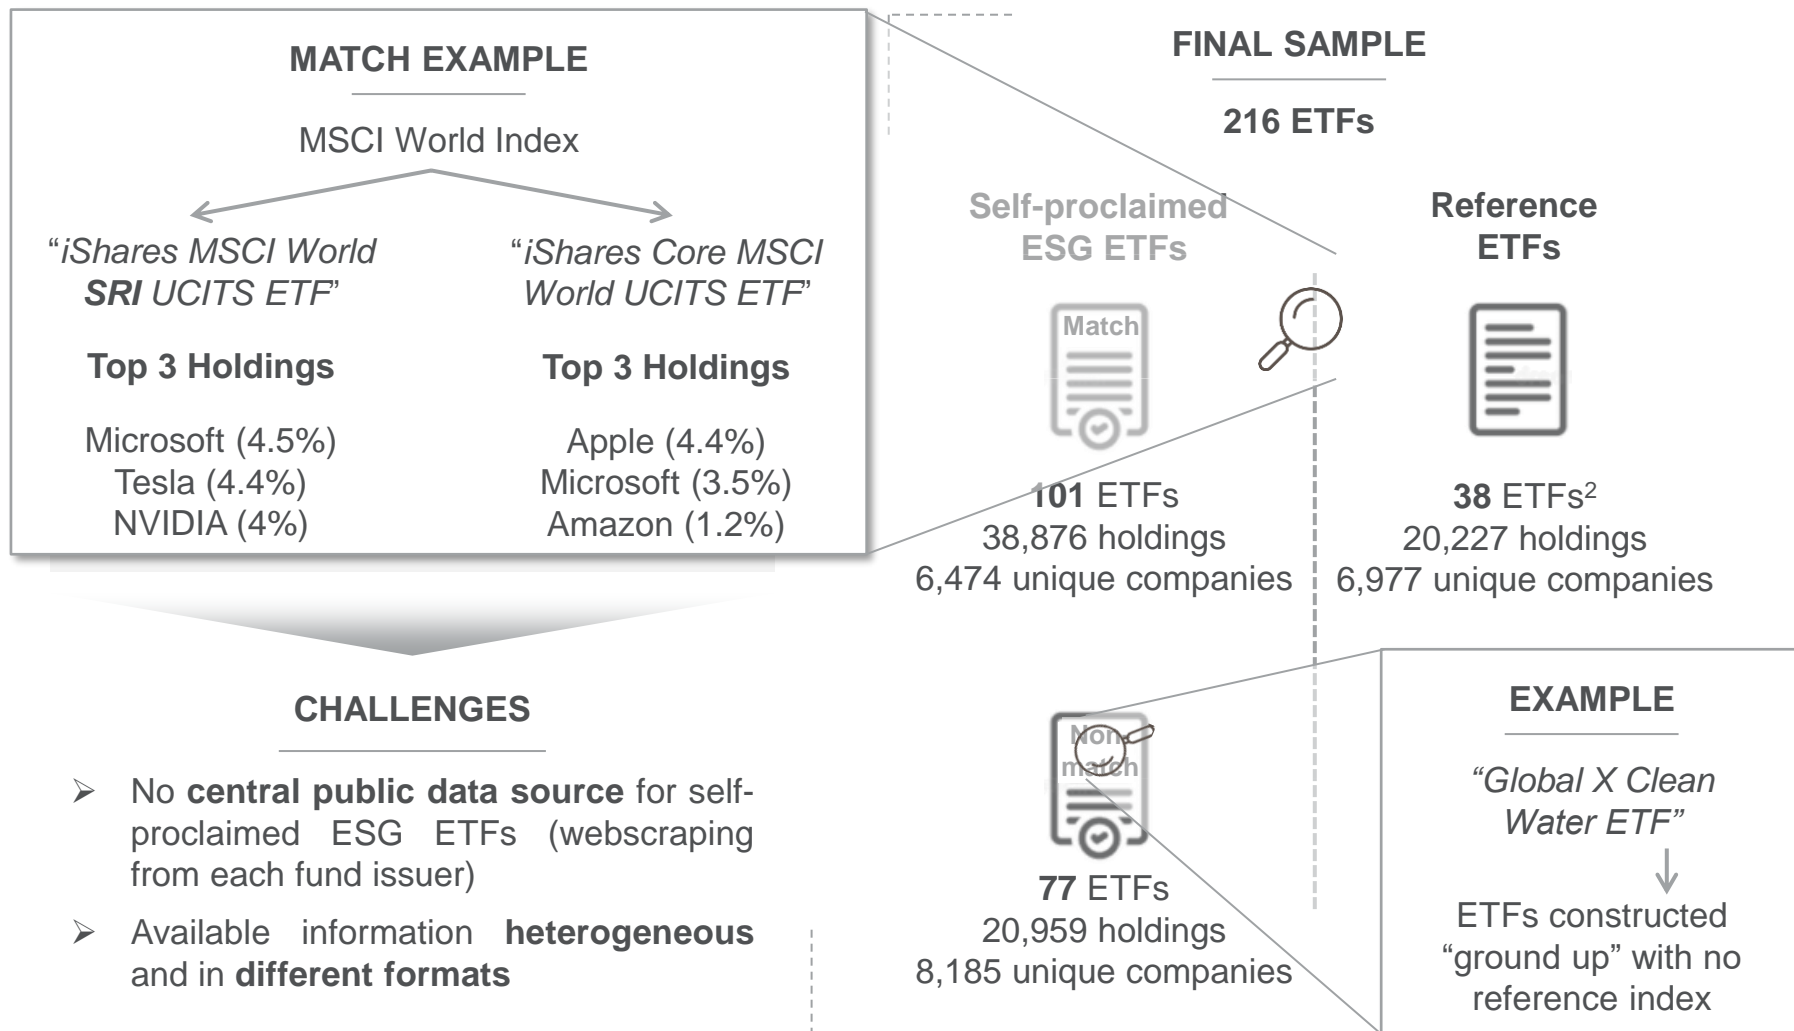 MATCH EXAMPLE
MSCI World Index
“iShares MSCI World
SRI UCITS ETF”
Top 3 Holdings
Microsoft (4.5%)
Tesla (4.4%)
NVIDIA (4%)
“iShares Core MSCI
World UCITS ETF”
Top 3 Holdings
Apple (4.4%)
Microsoft (3.5%)
Amazon (1.2%)
CHALLENGES
➢ No central public data source for self-
proclaimed ESG ETFs (webscraping
from each fund issuer)
➢ Available information heterogeneous
and in different formats
FINAL SAMPLE
216 ETFs
Self-proclaimed
ESG ETFs
Match
101 ETFs
38,876 holdings
6,474 unique companies
Reference
ETFs
38 ETFs²
20,227 holdings
6,977 unique companies
Non-
match
77 ETFs
20,959 holdings
8,185 unique companies
EXAMPLE
“Global X Clean
Water ETF”
ETFs constructed
“ground up” with no
reference index